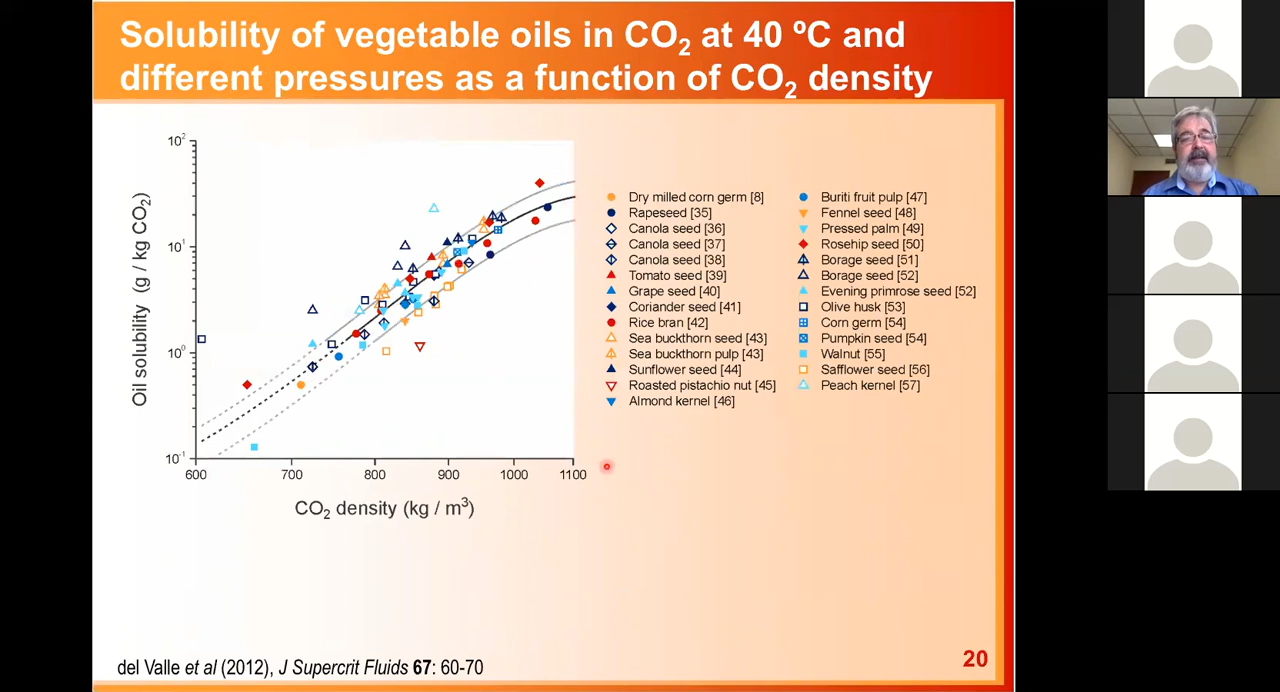 Solubility of vegetable oils in CO2 at 40 ºC and
different pressures as a function of CO2 density
10²
10¹
10⁰
10⁻¹
Oil solubility (g / kg CO2)
600 700 800 900 1000 1100
CO2 density (kg / m³)
Dry milled corn germ [8]
Rapeseed [35]
Canola seed [36]
Canola seed [37]
Canola seed [38]
Tomato seed [39]
Grape seed [40]
Coriander seed [41]
Rice bran [42]
Sea buckthorn seed [43]
Sea buckthorn pulp [43]
Sunflower seed [44]
Roasted pistachio nut [45]
Almond kernel [46]
Buriti fruit pulp [47]
Fennel seed [48]
Pressed palm [49]
Rosehip seed [50]
Borage seed [51]
Borage seed [52]
Evening primrose seed [52]
Olive husk [53]
Corn germ [54]
Pumpkin seed [54]
Walnut [55]
Safflower seed [56]
Peach kernel [57]
del Valle et al (2012), J Supercrit Fluids 67: 60-70
20